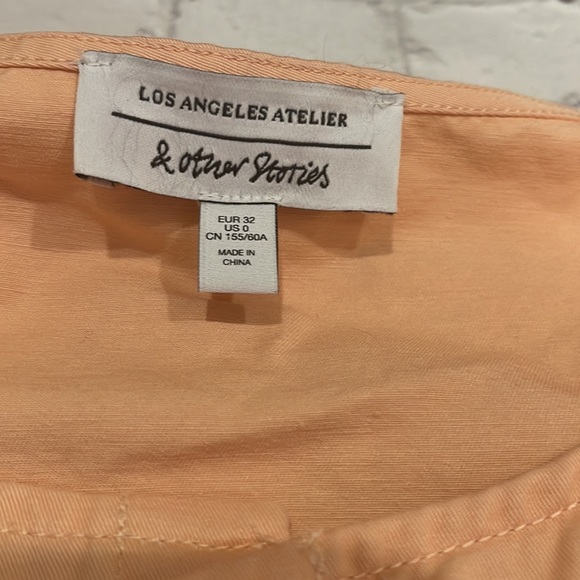 LOS ANGELES ATELIER
& other Stories
EUR 32
US 0
CN 155/60A
MADE IN
CHINA